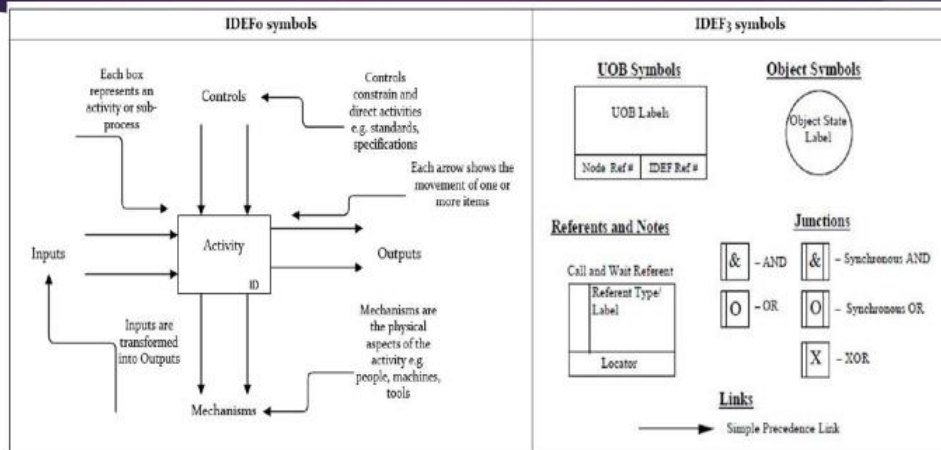 IDEF0 symbols
Each box
represents an
activity or sub-
process
Controls
Controls
constrain and
direct activities
e.g. standards,
specifications
Each arrow shows the
movement of one or
more items
Inputs
Activity
ID
Outputs
Inputs are
transformed
into Outputs
Mechanisms are
the physical
aspects of the
activity e.g.
people, machines,
tools
Mechanisms
IDEF3 symbols
UOB Symbols
UOB Labels
Node Ref # IDEF Ref #
Object Symbols
Object State
Label
Referents and Notes
Call and Wait Referent
Referent Type/
Label
Locator
Junctions
& - AND
& - Synchronous AND
O - OR
O - Synchronous OR
X - XOR
Links
Simple Precedence Link